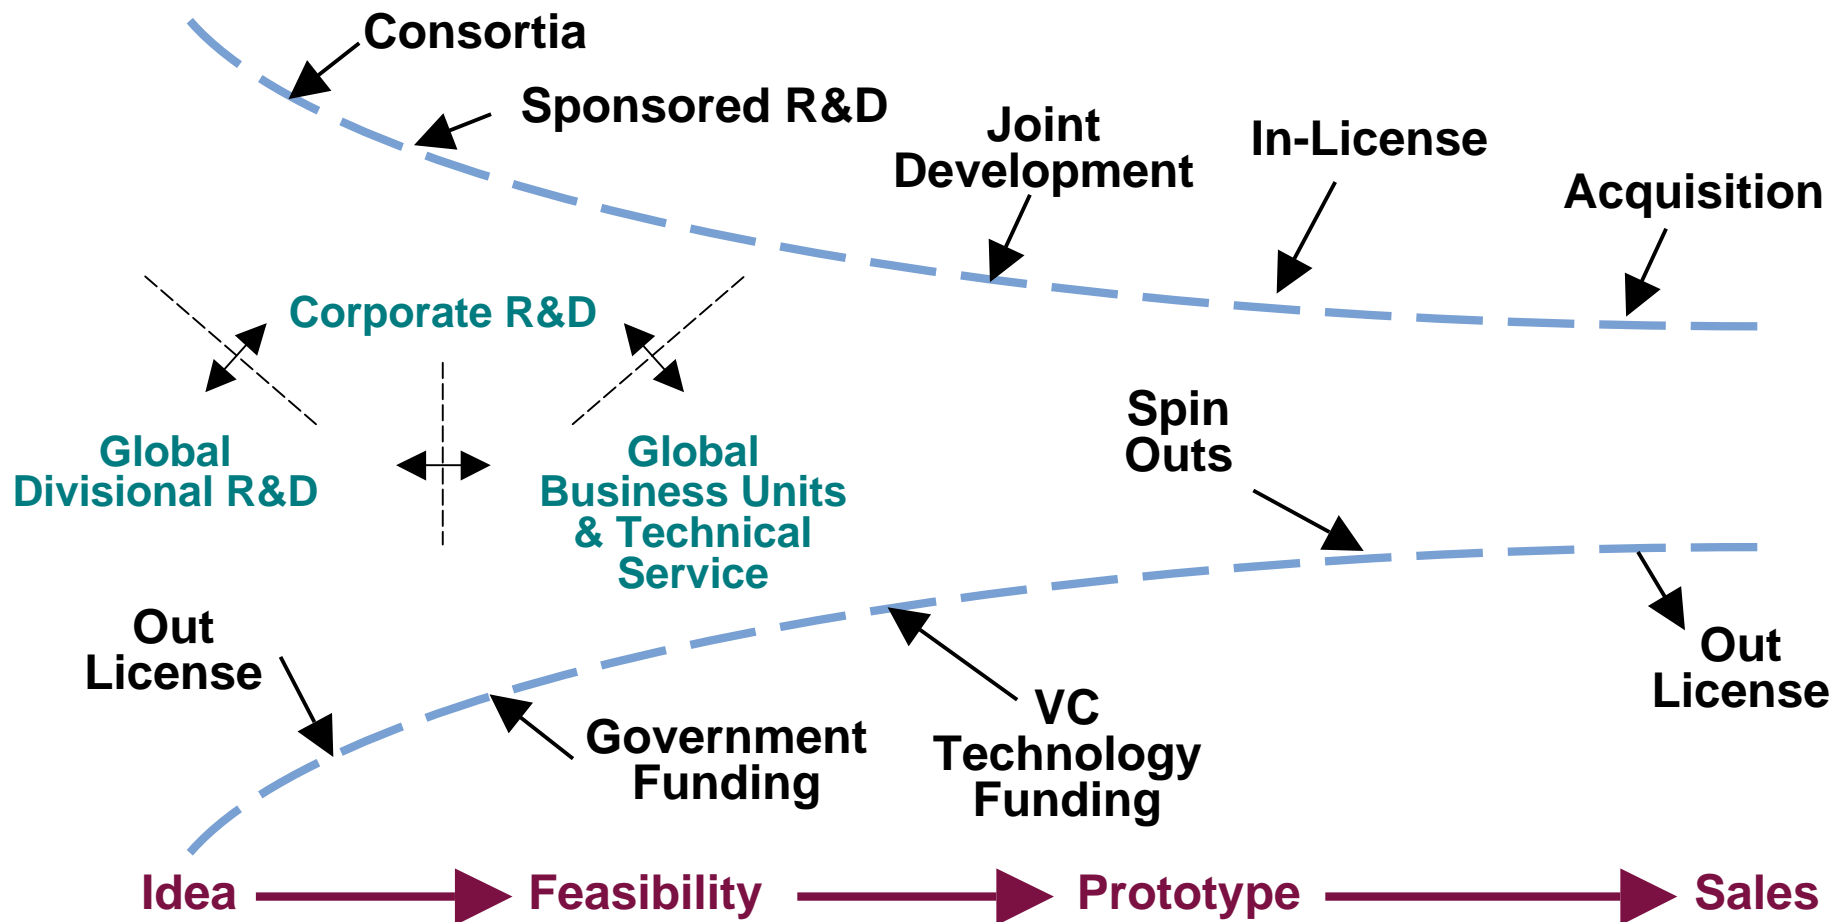 Consortia
Sponsored R&D
Joint
Development
In-License
Acquisition
Corporate R&D
Global
Divisional R&D
Global
Business Units
& Technical
Service
Spin
Outs
Out
License
Government
Funding
VC
Technology
Funding
Out
License
Idea
Feasibility
Prototype
Sales